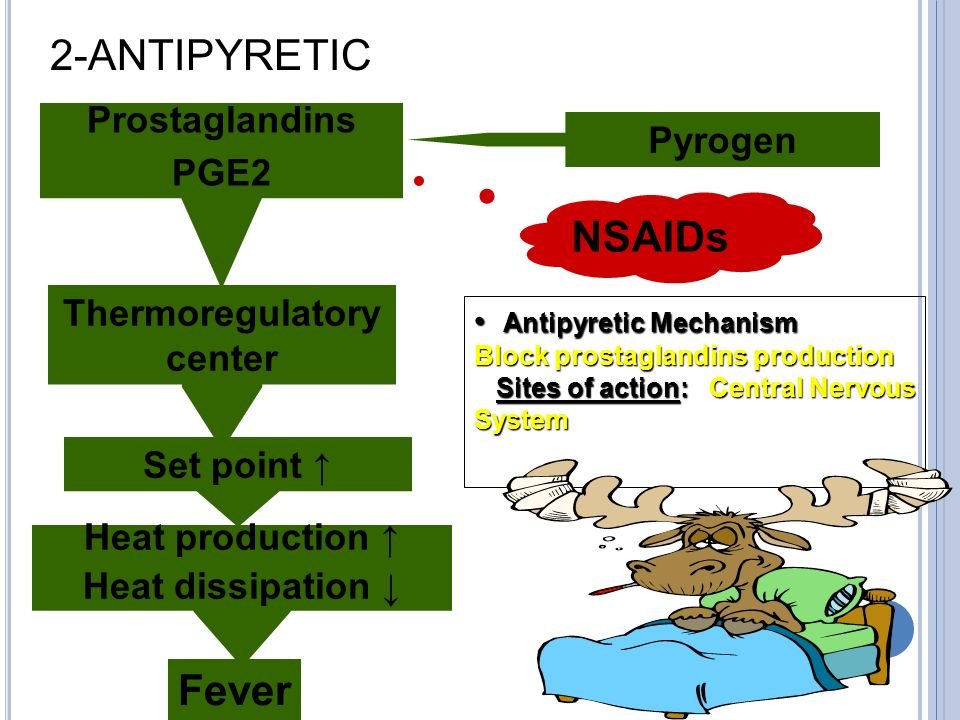 2-ANTIPYRETIC
Prostaglandins
PGE2
Pyrogen
NSAIDs
Thermoregulatory
center
• Antipyretic Mechanism
Block prostaglandins production
Sites of action: Central Nervous
System
Set point ↑
Heat production ↑
Heat dissipation ↓
Fever